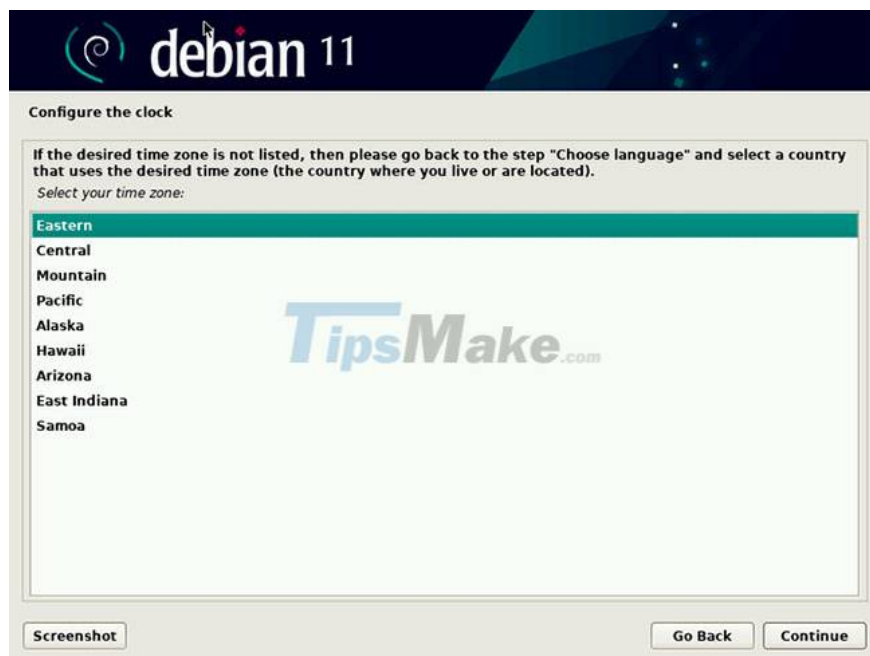 debian 11
Configure the clock
If the desired time zone is not listed, then please go back to the step "Choose language" and select a country
that uses the desired time zone (the country where you live or are located).
Select your time zone:
Eastern
Central
Mountain
Pacific
Alaska
Hawaii
Arizona
East Indiana
Samoa
TipsMake.com
Screenshot
Go Back
Continue